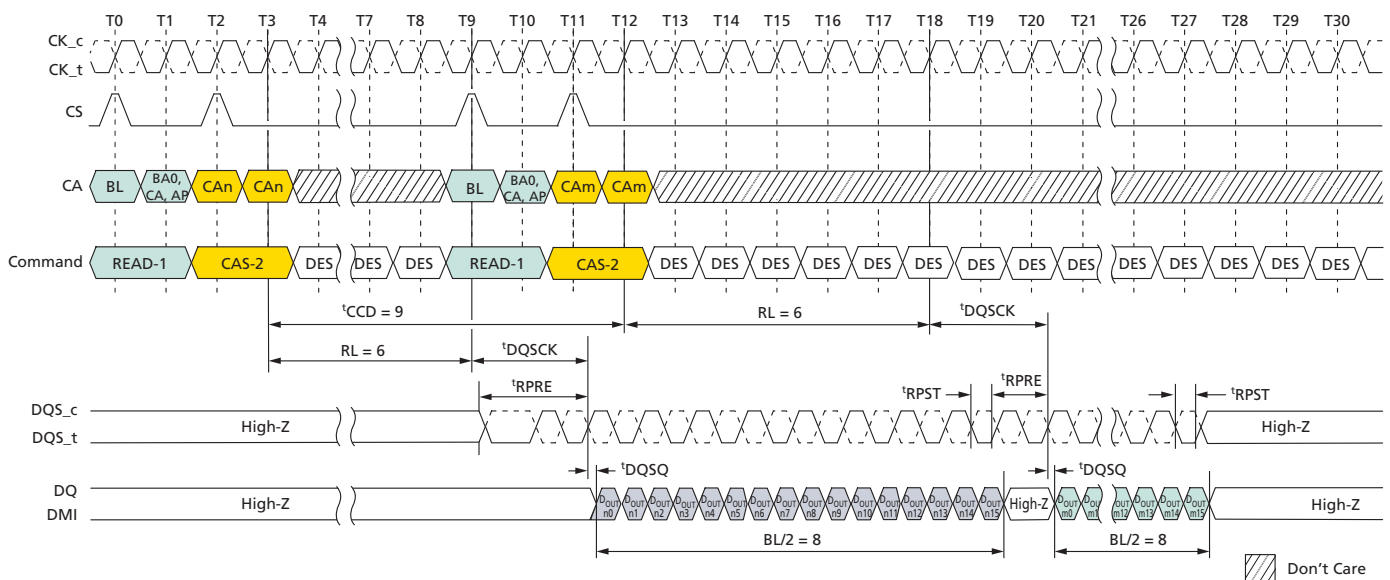 T0 T1 T2 T3 T4 T7 T8 T9 T10 T11 T12 T13 T14 T15 T16 T17 T18 T19 T20 T21 T26 T27 T28 T29 T30
CK_c
CK_t
CS
CA BL BA0, CA, AP CAn CAn BL BA0, CA, AP CAm CAm
Command READ-1 CAS-2 DES DES DES READ-1 CAS-2 DES DES DES DES DES DES DES DES DES DES DES DES DES DES
tCCD = 9 RL = 6 tDQSCK
RL = 6 tDQSCK
tRPRE tRPST tRPRE tRPST
DQS_c
DQS_t
High-Z High-Z
tDQSQ tDQSQ
DQ
DMI
High-Z DOUT n0 DOUT n1 DOUT n2 DOUT n3 DOUT n4 DOUT n5 DOUT n6 DOUT n7 DOUT n8 DOUT n9 DOUT n10 DOUT n11 DOUT n12 DOUT n13 DOUT n14 DOUT n15 High-Z DOUT m0 DOUT m1 DOUT m12 DOUT m13 DOUT m14 DOUT m15 High-Z
BL/2 = 8 BL/2 = 8
Don't Care